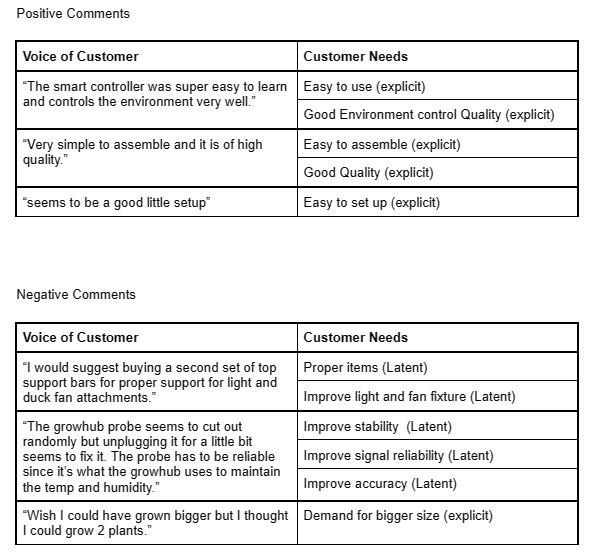 Positive Comments
Voice of Customer
Customer Needs
“The smart controller was super easy to learn
and controls the environment very well.”
Easy to use (explicit)
Good Environment control Quality (explicit)
“Very simple to assemble and it is of high
quality.”
Easy to assemble (explicit)
Good Quality (explicit)
“seems to be a good little setup”
Easy to set up (explicit)
Negative Comments
Voice of Customer
Customer Needs
“I would suggest buying a second set of top
support bars for proper support for light and
duck fan attachments.”
Proper items (Latent)
Improve light and fan fixture (Latent)
“The growhub probe seems to cut out
randomly but unplugging it for a little bit
seems to fix it. The probe has to be reliable
since it’s what the growhub uses to maintain
the temp and humidity.”
Improve stability  (Latent)
Improve signal reliability (Latent)
Improve accuracy (Latent)
“Wish I could have grown bigger but I thought
I could grow 2 plants.”
Demand for bigger size (explicit)